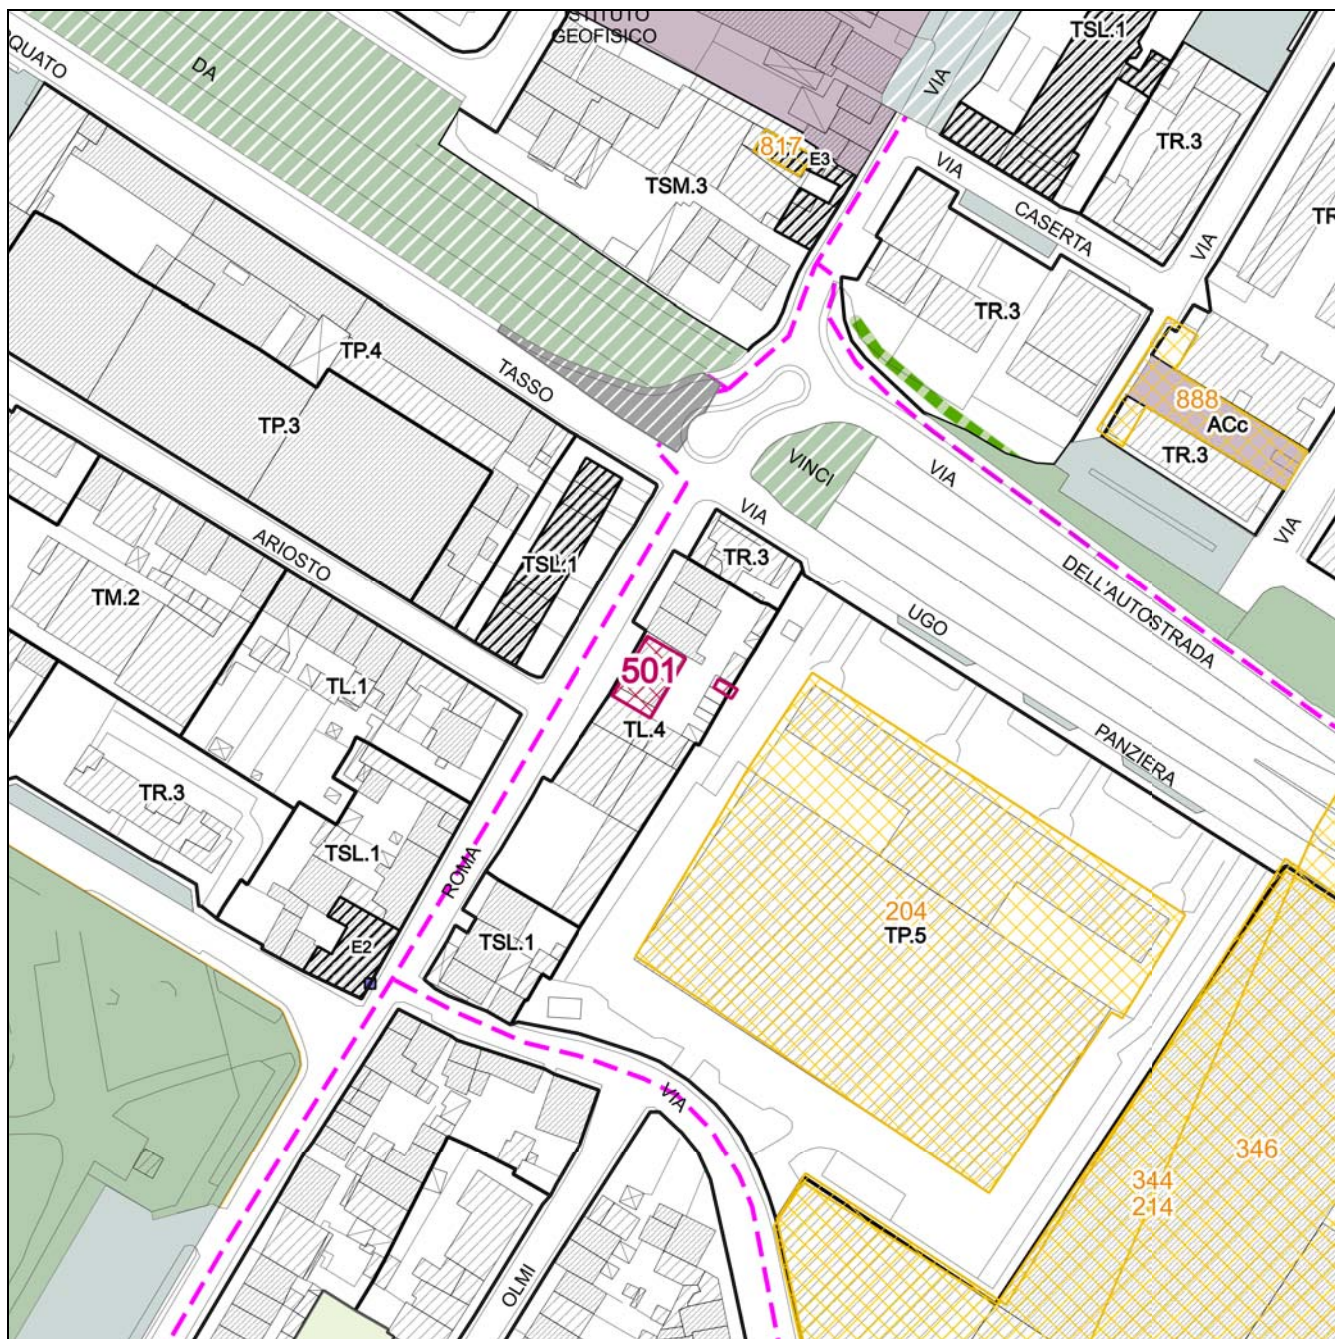 ISTITUTO
GEOFISICO
TSL.1
QUATO
DA
VIA
817
E3
VIA
TR.3
TSM.3
CASERTA
TR
VIA
TR.3
TP.4
TASSO
888
ACc
TP.3
TR.3
VINCI
VIA
VIA
VIA
ARIOSTO
TSL.1
TR.3
TM.2
DELL'AUTOSTRADA
UGO
501
TL.1
TL.4
PANZIERA
TR.3
TSL.1
ROMA
204
TP.5
TSL.1
E2
VIA
346
344
214
OLMI